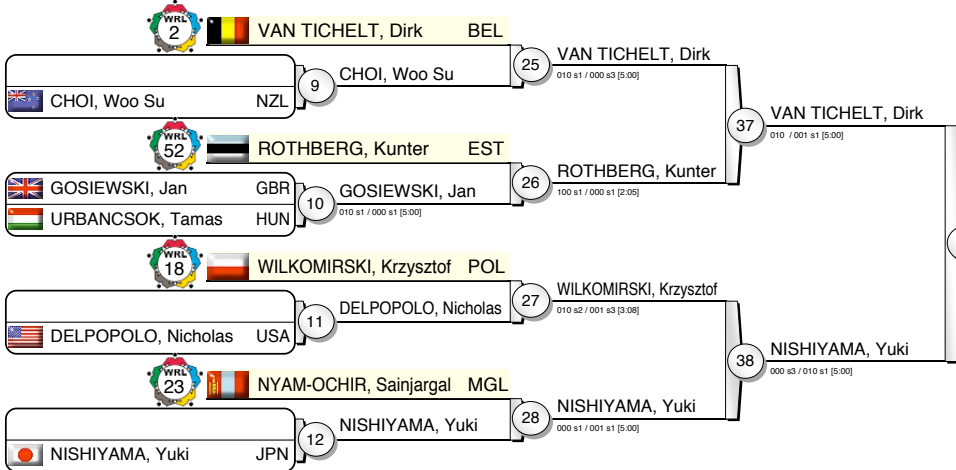 WRL
2
VAN TICHELT, Dirk BEL
CHOI, Woo Su NZL
9
CHOI, Woo Su
25
VAN TICHELT, Dirk
010 s1 / 000 s3 [5:00]
WRL
52
ROTHBERG, Kunter EST
GOSIEWSKI, Jan GBR
URBANCSOK, Tamas HUN
10
GOSIEWSKI, Jan
010 s1 / 000 s1 [5:00]
26
ROTHBERG, Kunter
100 s1 / 000 s1 [2:05]
37
VAN TICHELT, Dirk
010 / 001 s1 [5:00]
WRL
18
WILKOMIRSKI, Krzysztof POL
DELPOPOLO, Nicholas USA
11
DELPOPOLO, Nicholas
27
WILKOMIRSKI, Krzysztof
010 s2 / 001 s3 [3:08]
WRL
23
NYAM-OCHIR, Sainjargal MGL
NISHIYAMA, Yuki JPN
12
NISHIYAMA, Yuki
28
NISHIYAMA, Yuki
000 s1 / 001 s1 [5:00]
38
NISHIYAMA, Yuki
000 s3 / 010 s1 [5:00]